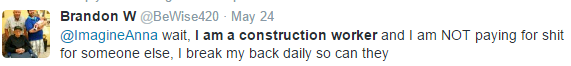 Brandon W @BeWise420 · May 24
@ImagineAnna wait, I am a construction worker and I am NOT paying for shit
for someone else, I break my back daily so can they